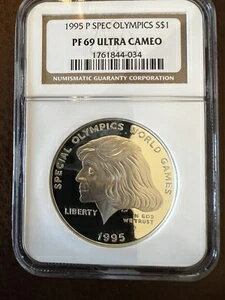 1995 P SPEC OLYMPICS S$1
PF 69 ULTRA CAMEO
1761844-034
NUMISMATIC GUARANTY CORPORATION
SPECIAL OLYMPICS WORLD GAMES
LIBERTY
IN GOD
WE TRUST
1995